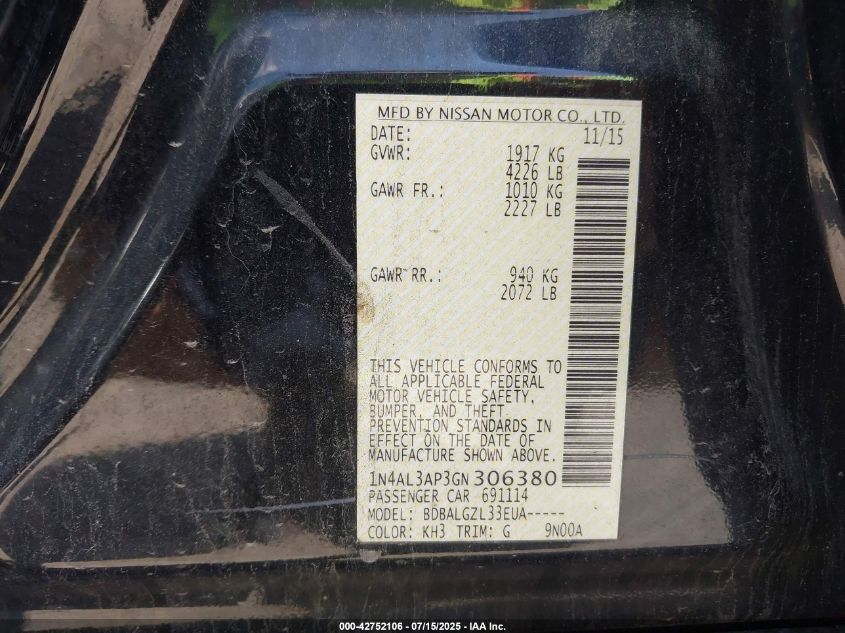 MFD BY NISSAN MOTOR CO., LTD.
DATE: 11/15
GVWR: 1917 KG
4226 LB
GAWR FR.: 1010 KG
2227 LB
GAWR RR.: 940 KG
2072 LB
THIS VEHICLE CONFORMS TO
ALL APPLICABLE FEDERAL
MOTOR VEHICLE SAFETY,
BUMPER, AND THEFT
PREVENTION STANDARDS IN
EFFECT ON THE DATE OF
MANUFACTURE SHOWN ABOVE.
1N4AL3AP3GN306380
PASSENGER CAR 691114
MODEL: BDBALGZL33EUA-----
COLOR: KH3 TRIM: G 9N00A
000-42752106 - 07/15/2025 - IAA Inc.